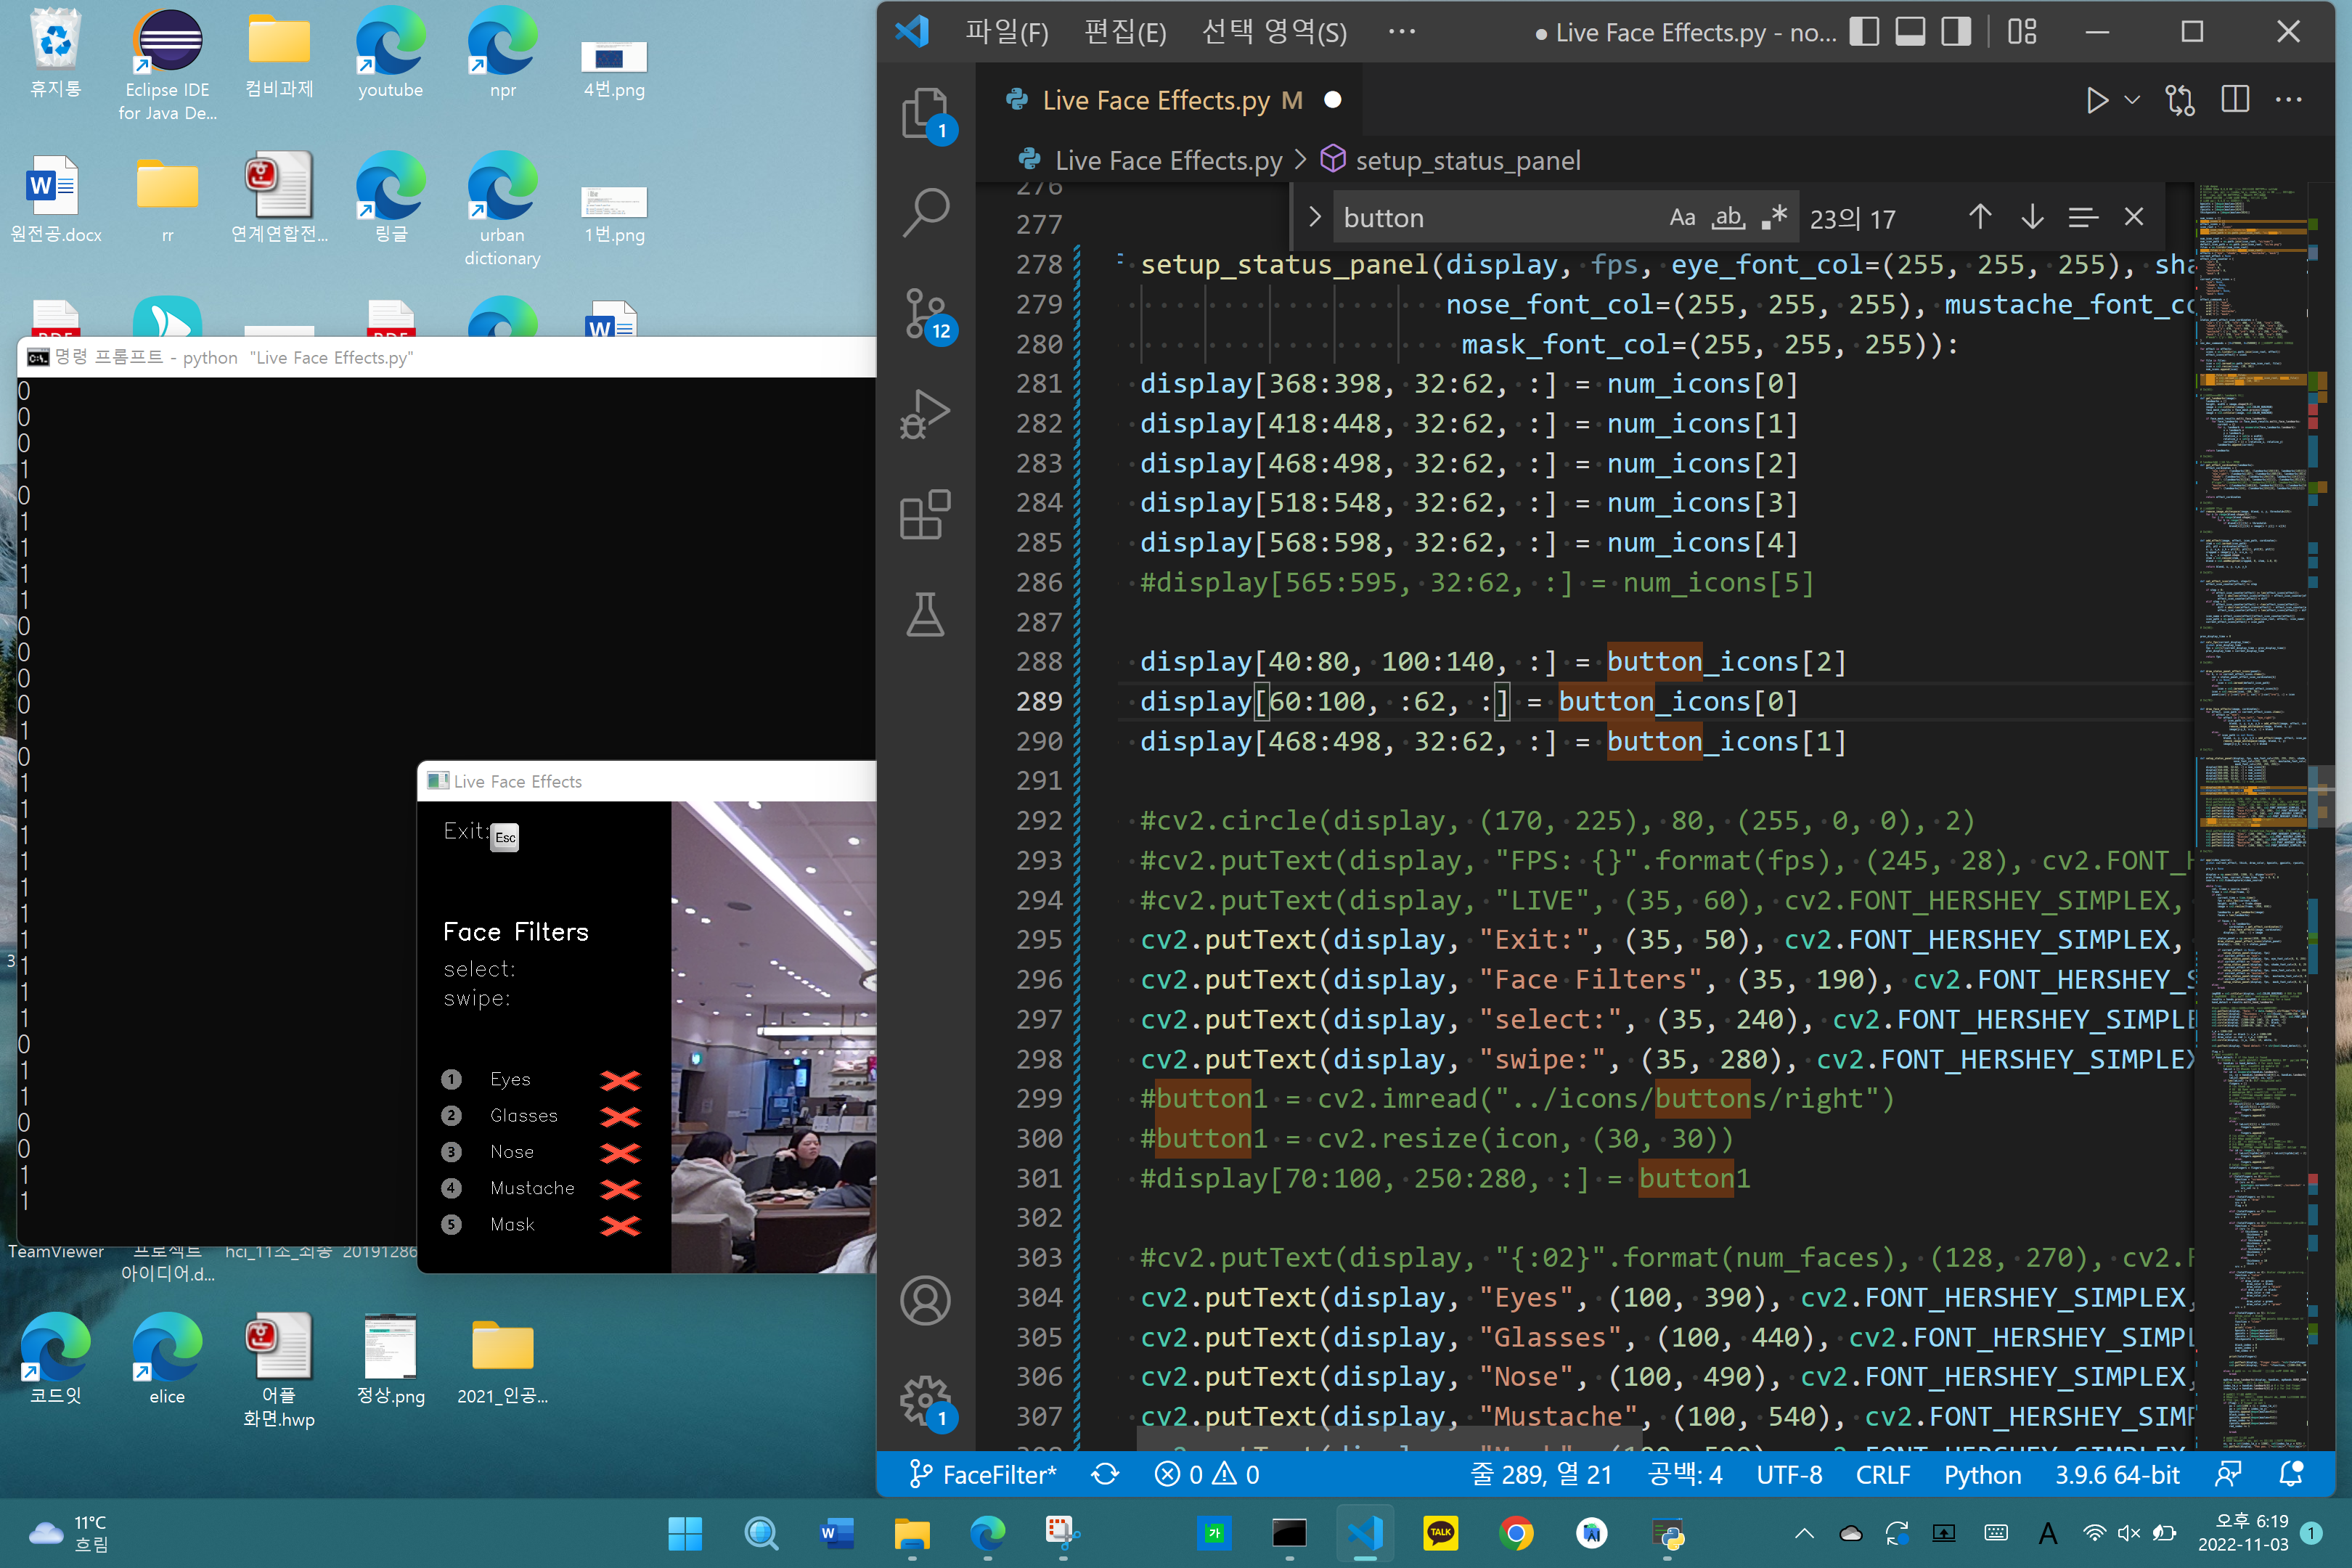 휴지통
Eclipse IDE
for Java De...
컴비과제
youtube
npr
4번.png
원전공.docx
rr
연계연합전...
링글
urban
dictionary
1번.png
명령 프롬프트 - python "Live Face Effects.py"
0
0
0
1
0
1
1
1
1
0
0
0
0
1
0
1
1
1
1
1
1
1
1
1
1
0
1
1
0
0
1
1
Live Face Effects
Exit:
Esc
Face Filters
select:
swipe:
1 Eyes
2 Glasses
3 Nose
4 Mustache
5 Mask
TeamViewer
프로젝트
아이디어.d...
hci_11조_최종
20191286
코드잇
elice
어플
화면.hwp
정상.png
2021_인공...
파일(F) 편집(E) 선택 영역(S) ···
● Live Face Effects.py - no...
Live Face Effects.py M
Live Face Effects.py > setup_status_panel
button
Aa ab .*
23의 17
1
12
1
276
277
278 setup_status_panel(display, fps, eye_font_col=(255, 255, 255), sha
279 nose_font_col=(255, 255, 255), mustache_font_co
280 mask_font_col=(255, 255, 255)):
281 display[368:398, 32:62, :] = num_icons[0]
282 display[418:448, 32:62, :] = num_icons[1]
283 display[468:498, 32:62, :] = num_icons[2]
284 display[518:548, 32:62, :] = num_icons[3]
285 display[568:598, 32:62, :] = num_icons[4]
286 #display[565:595, 32:62, :] = num_icons[5]
287
288 display[40:80, 100:140, :] = button_icons[2]
289 display[60:100, :62, :] = button_icons[0]
290 display[468:498, 32:62, :] = button_icons[1]
291
292 #cv2.circle(display, (170, 225), 80, (255, 0, 0), 2)
293 #cv2.putText(display, "FPS: {}".format(fps), (245, 28), cv2.FONT_H
294 #cv2.putText(display, "LIVE", (35, 60), cv2.FONT_HERSHEY_SIMPLEX,
295 cv2.putText(display, "Exit:", (35, 50), cv2.FONT_HERSHEY_SIMPLEX,
296 cv2.putText(display, "Face Filters", (35, 190), cv2.FONT_HERSHEY_S
297 cv2.putText(display, "select:", (35, 240), cv2.FONT_HERSHEY_SIMPLE
298 cv2.putText(display, "swipe:", (35, 280), cv2.FONT_HERSHEY_SIMPLEX
299 #button1 = cv2.imread("../icons/buttons/right")
300 #button1 = cv2.resize(icon, (30, 30))
301 #display[70:100, 250:280, :] = button1
302
303 #cv2.putText(display, "{:02}".format(num_faces), (128, 270), cv2.F
304 cv2.putText(display, "Eyes", (100, 390), cv2.FONT_HERSHEY_SIMPLEX,
305 cv2.putText(display, "Glasses", (100, 440), cv2.FONT_HERSHEY_SIMPL
306 cv2.putText(display, "Nose", (100, 490), cv2.FONT_HERSHEY_SIMPLEX,
307 cv2.putText(display, "Mustache", (100, 540), cv2.FONT_HERSHEY_SIMP
FaceFilter* 0 0 줄 289, 열 21 공백: 4 UTF-8 CRLF Python 3.9.6 64-bit
11°C
흐림
가
TALK
A
오후 6:19
2022-11-03
1